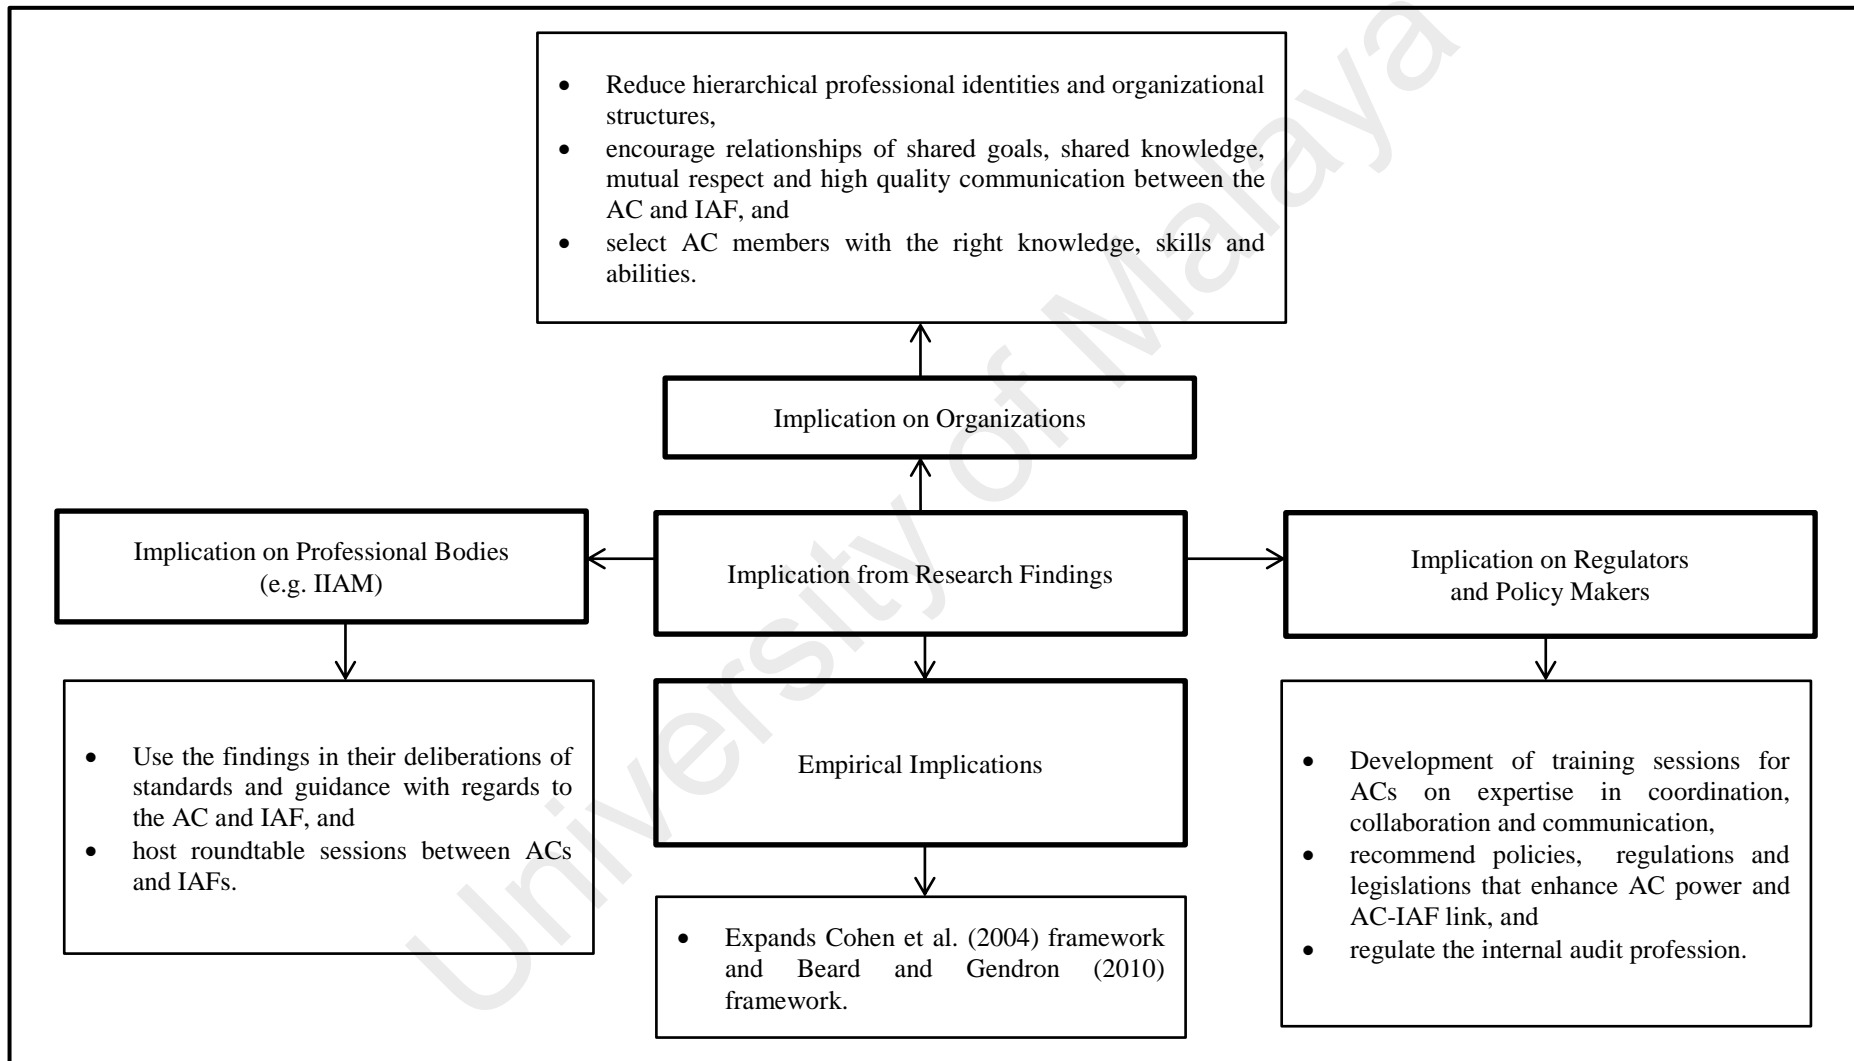 • Reduce hierarchical professional identities and organizational
structures,
• encourage relationships of shared goals, shared knowledge,
mutual respect and high quality communication between the
AC and IAF, and
• select AC members with the right knowledge, skills and
abilities.
Implication on Organizations
Implication on Professional Bodies
(e.g. IIAM)
Implication from Research Findings
Implication on Regulators
and Policy Makers
• Use the findings in their deliberations of
standards and guidance with regards to
the AC and IAF, and
• host roundtable sessions between ACs
and IAFs.
Empirical Implications
• Expands Cohen et al. (2004) framework
and Beard and Gendron (2010)
framework.
• Development of training sessions for
ACs on expertise in coordination,
collaboration and communication,
• recommend policies, regulations and
legislations that enhance AC power and
AC-IAF link, and
• regulate the internal audit profession.
University of Malaya